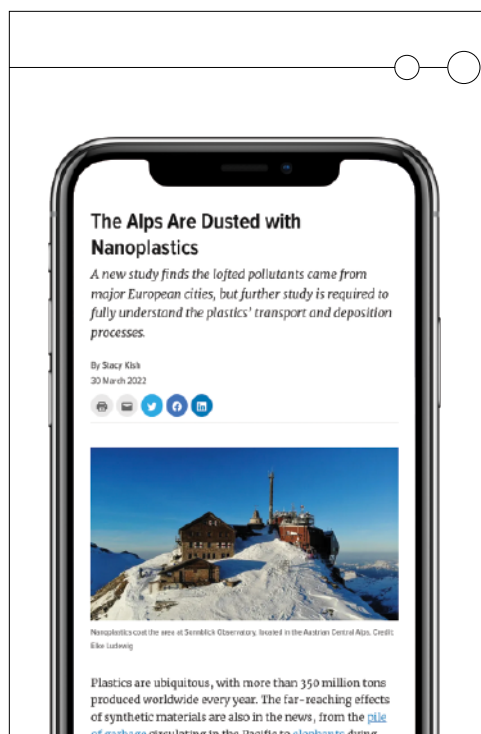 The Alps Are Dusted with
Nanoplastics
A new study finds the lofted pollutants came from
major European cities, but further study is required to
fully understand the plastics' transport and deposition
processes.
By Stacy Kish
30 March 2022
Nanoplastics coat the area at Sonnblick Observatory, located in the Austrian Central Alps. Credit:
Elke Ludewig
Plastics are ubiquitous, with more than 350 million tons
produced worldwide every year. The far-reaching effects
of synthetic materials are also in the news, from the pile
of garbage circulating in the Pacific to elephants dying